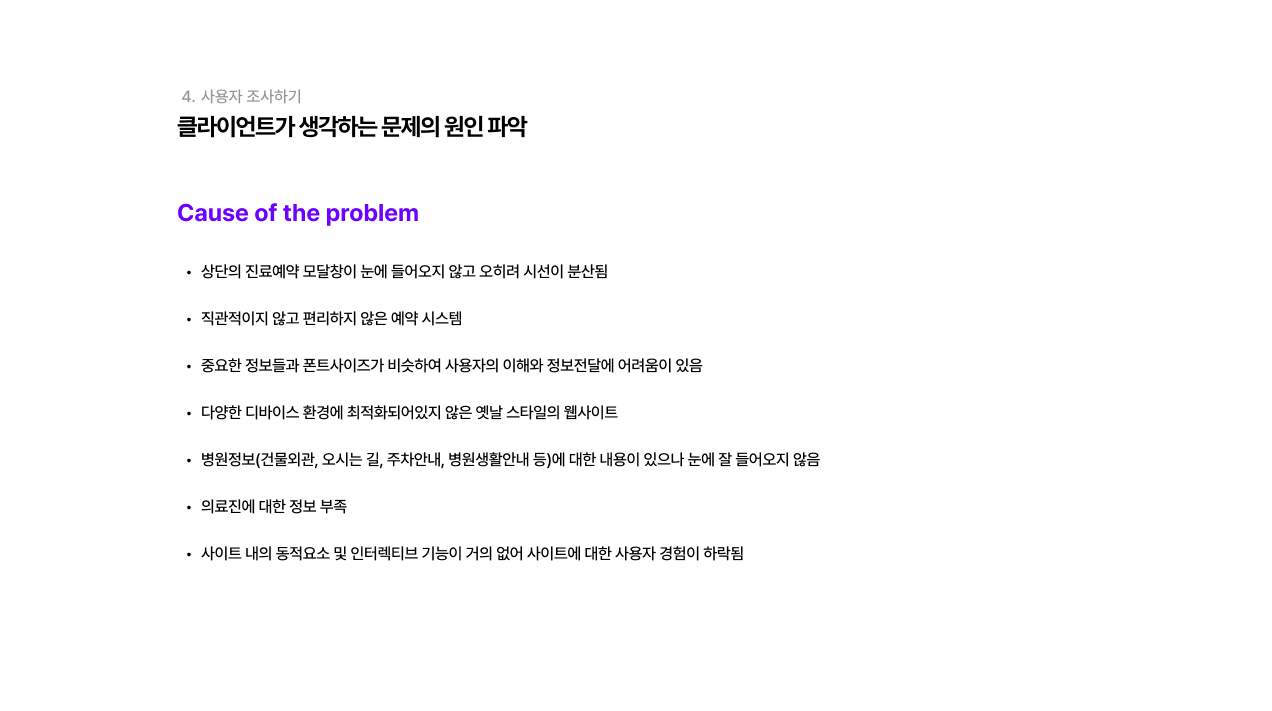 4. 사용자 조사하기
클라이언트가 생각하는 문제의 원인 파악
Cause of the problem
• 상단의 진료예약 모달창이 눈에 들어오지 않고 오히려 시선이 분산됨
• 직관적이지 않고 편리하지 않은 예약 시스템
• 중요한 정보들과 폰트사이즈가 비슷하여 사용자의 이해와 정보전달에 어려움이 있음
• 다양한 디바이스 환경에 최적화되어있지 않은 옛날 스타일의 웹사이트
• 병원정보(건물외관, 오시는 길, 주차안내, 병원생활안내 등)에 대한 내용이 있으나 눈에 잘 들어오지 않음
• 의료진에 대한 정보 부족
• 사이트 내의 동적요소 및 인터렉티브 기능이 거의 없어 사이트에 대한 사용자 경험이 하락됨